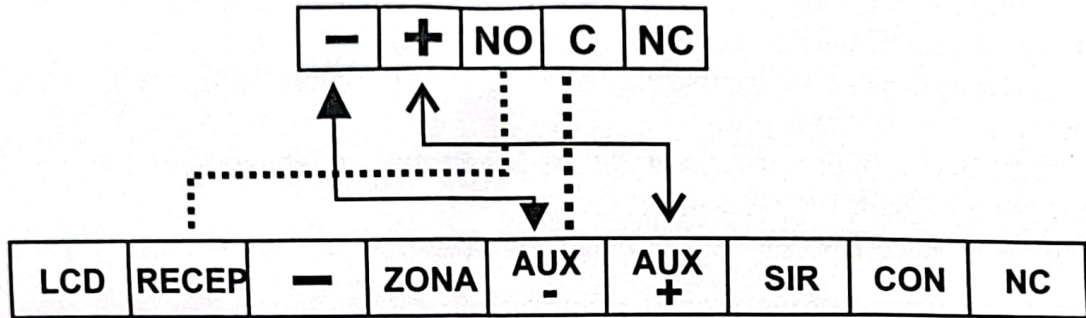 − + NO C NC
LCD RECEP − ZONA AUX - AUX + SIR CON NC